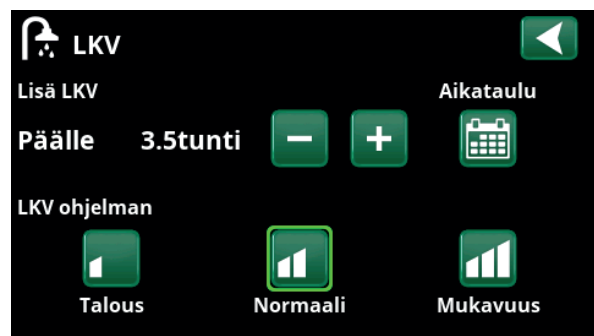 LKV
Lisä LKV
Aikataulu
Päälle 3.5tunti − +
LKV ohjelman
Talous Normaali Mukavuus